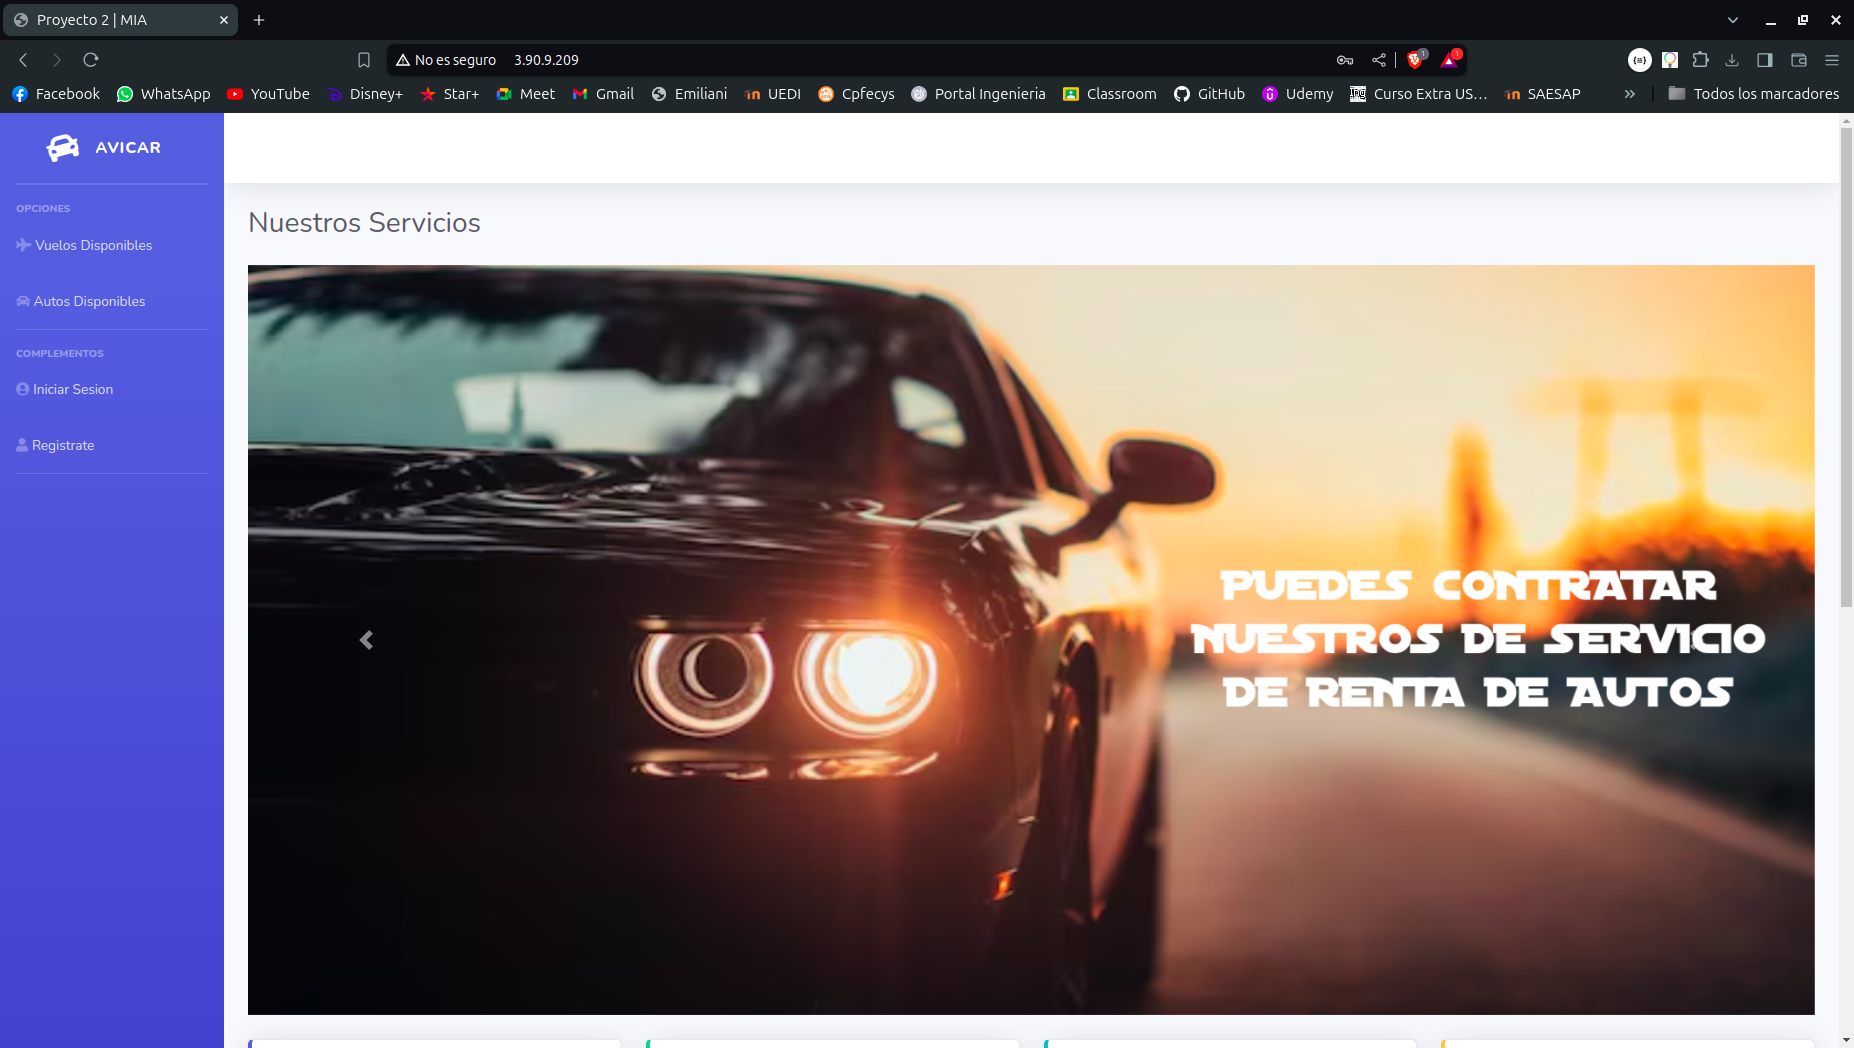 Proyecto 2 | MIA
No es seguro 3.90.9.209
1
1
Facebook WhatsApp YouTube Disney+ Star+ Meet Gmail Emiliani UEDI Cpfecys Portal Ingenieria Classroom GitHub Udemy Curso Extra US... SAESAP » Todos los marcadores
AVICAR
OPCIONES
Vuelos Disponibles
Autos Disponibles
COMPLEMENTOS
Iniciar Sesion
Registrate
Nuestros Servicios
PUEDES CONTRATAR
NUESTROS DE SERVICIO
DE RENTA DE AUTOS